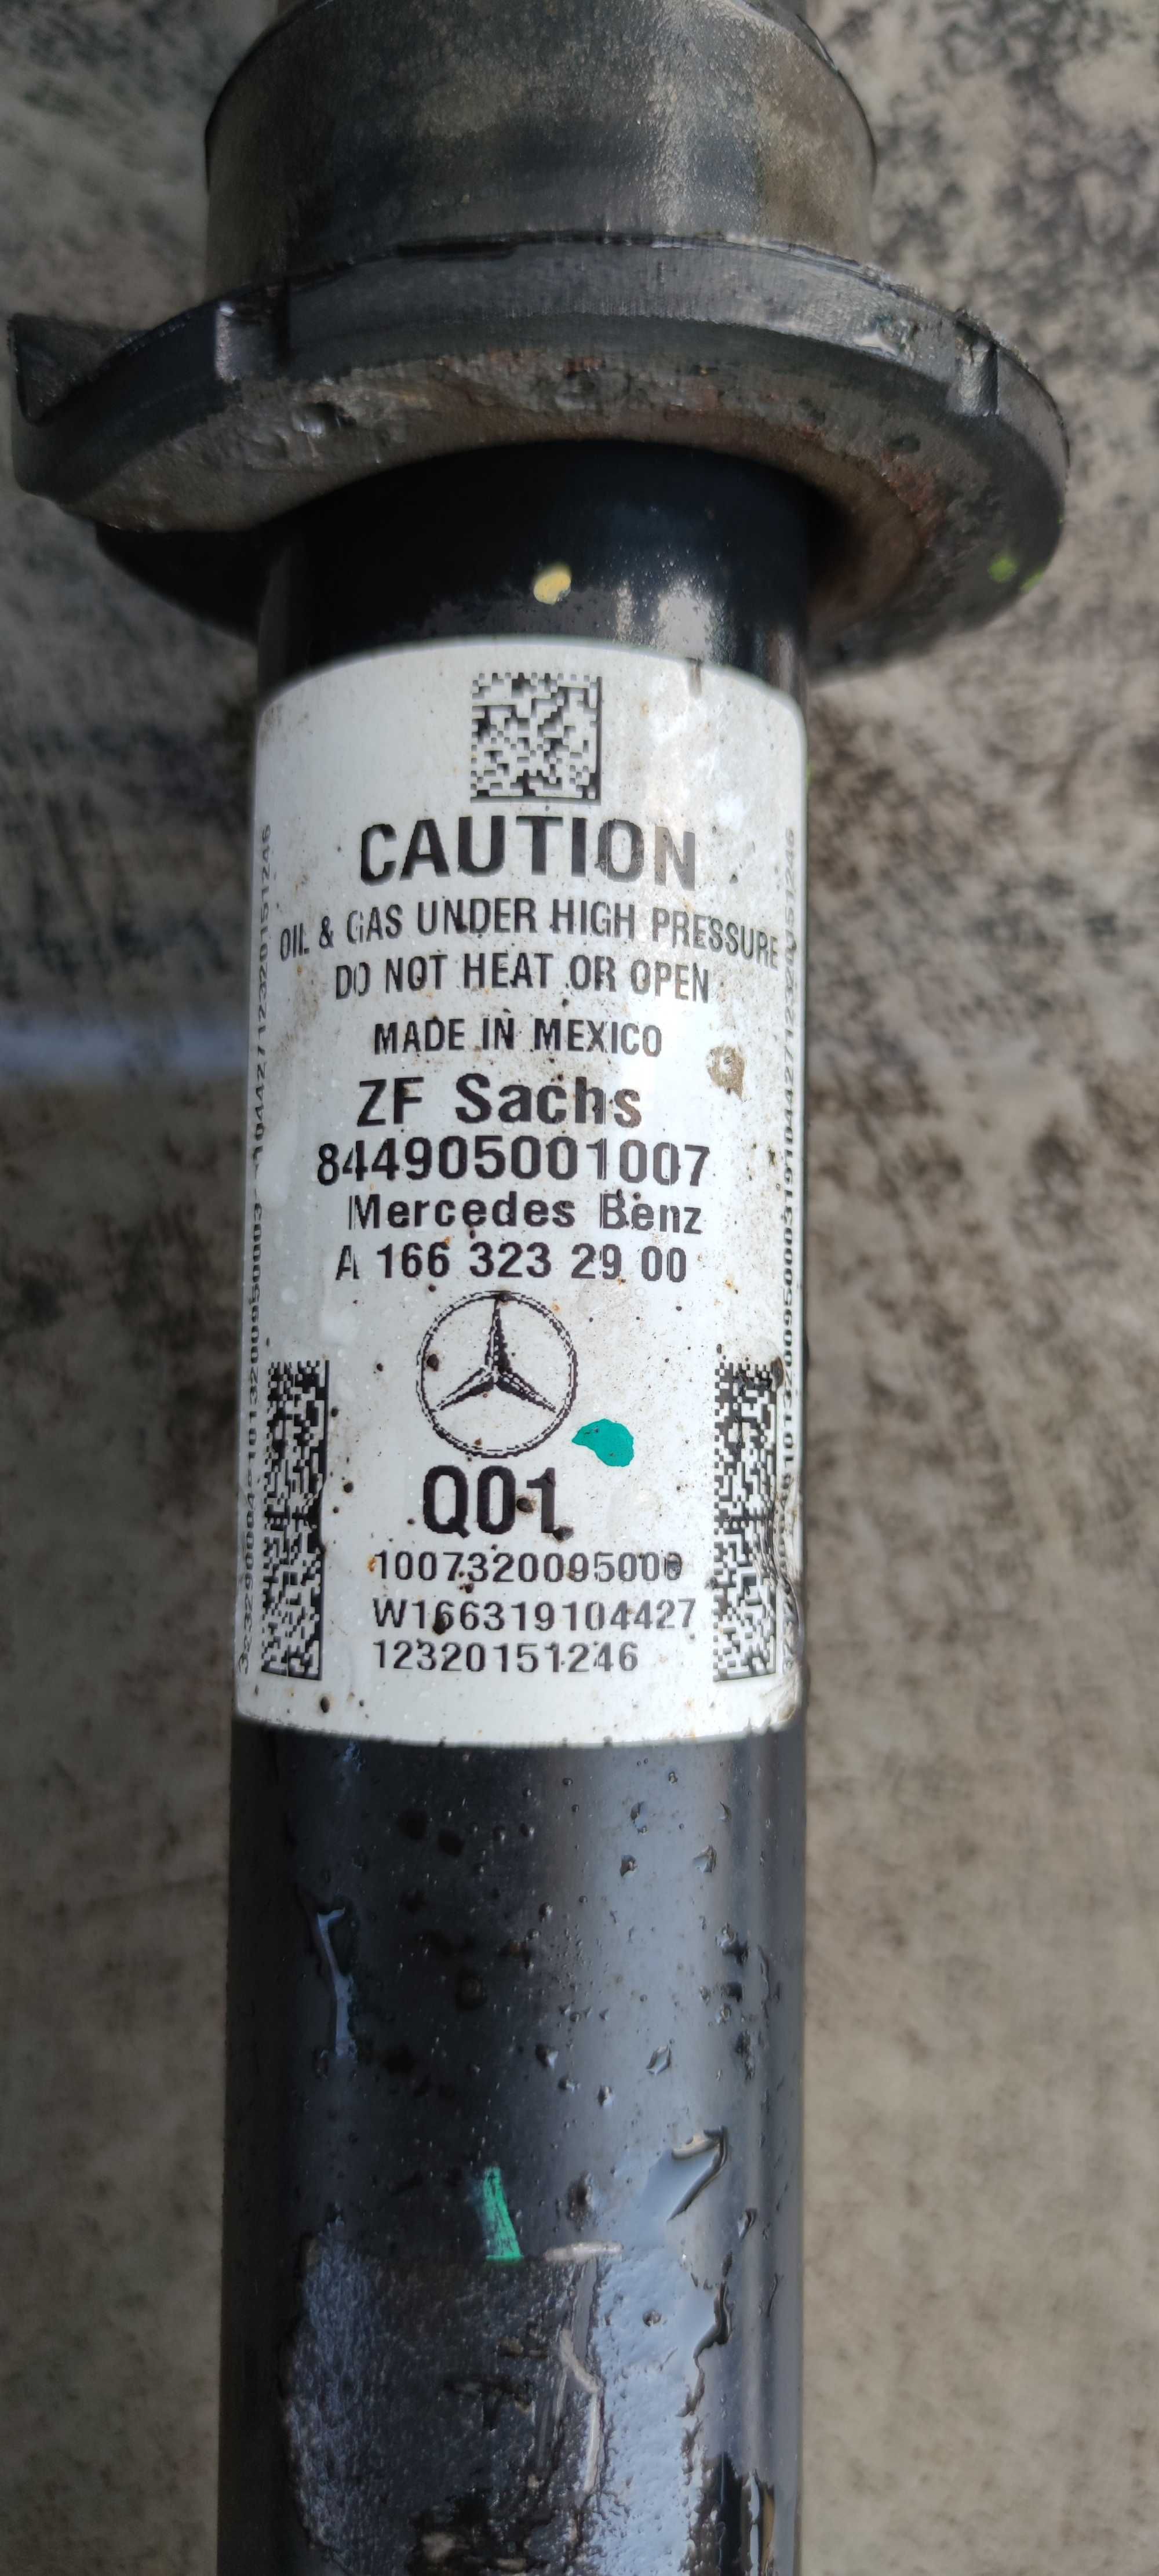 CAUTION
OIL & GAS UNDER HIGH PRESSURE
DO NOT HEAT OR OPEN
MADE IN MEXICO
ZF Sachs
844905001007
Mercedes Benz
A 166 323 29 00
Q01
1007320095000
W166319104427
12320151246